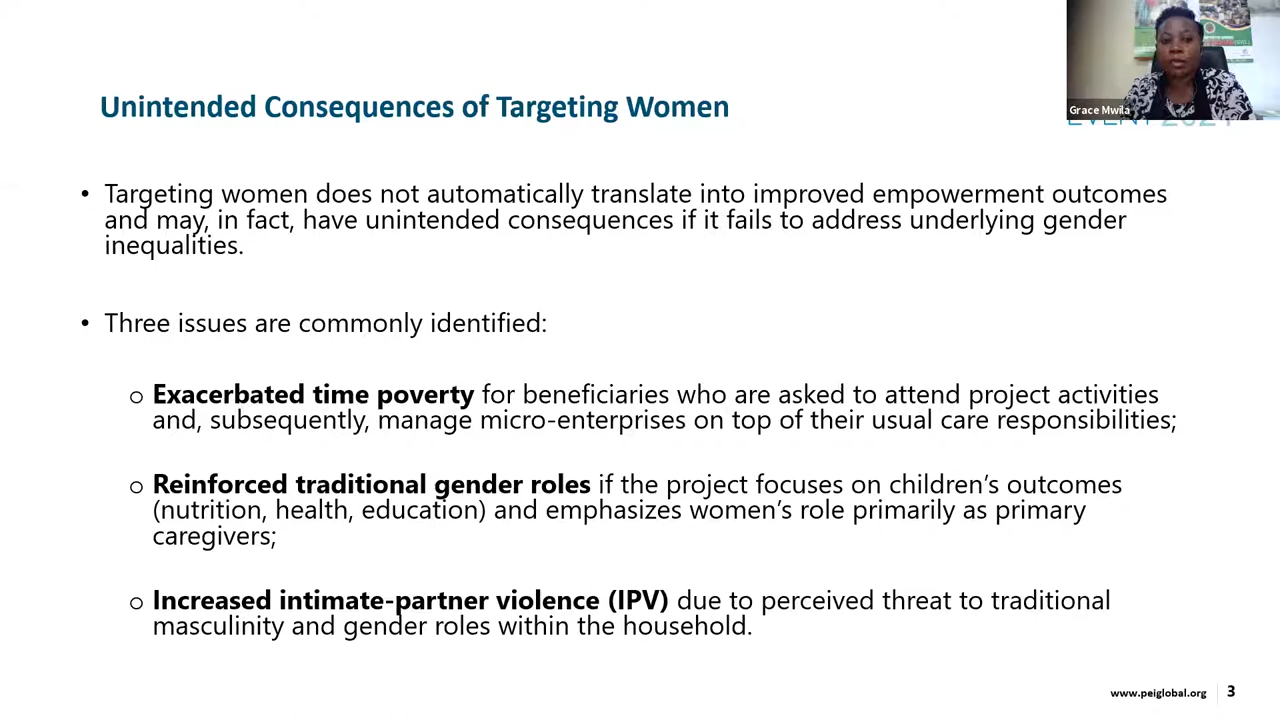 Unintended Consequences of Targeting Women
Grace Mwila
• Targeting women does not automatically translate into improved empowerment outcomes
and may, in fact, have unintended consequences if it fails to address underlying gender
inequalities.
• Three issues are commonly identified:
o Exacerbated time poverty for beneficiaries who are asked to attend project activities
and, subsequently, manage micro-enterprises on top of their usual care responsibilities;
o Reinforced traditional gender roles if the project focuses on children’s outcomes
(nutrition, health, education) and emphasizes women’s role primarily as primary
caregivers;
o Increased intimate-partner violence (IPV) due to perceived threat to traditional
masculinity and gender roles within the household.
www.peiglobal.org 3